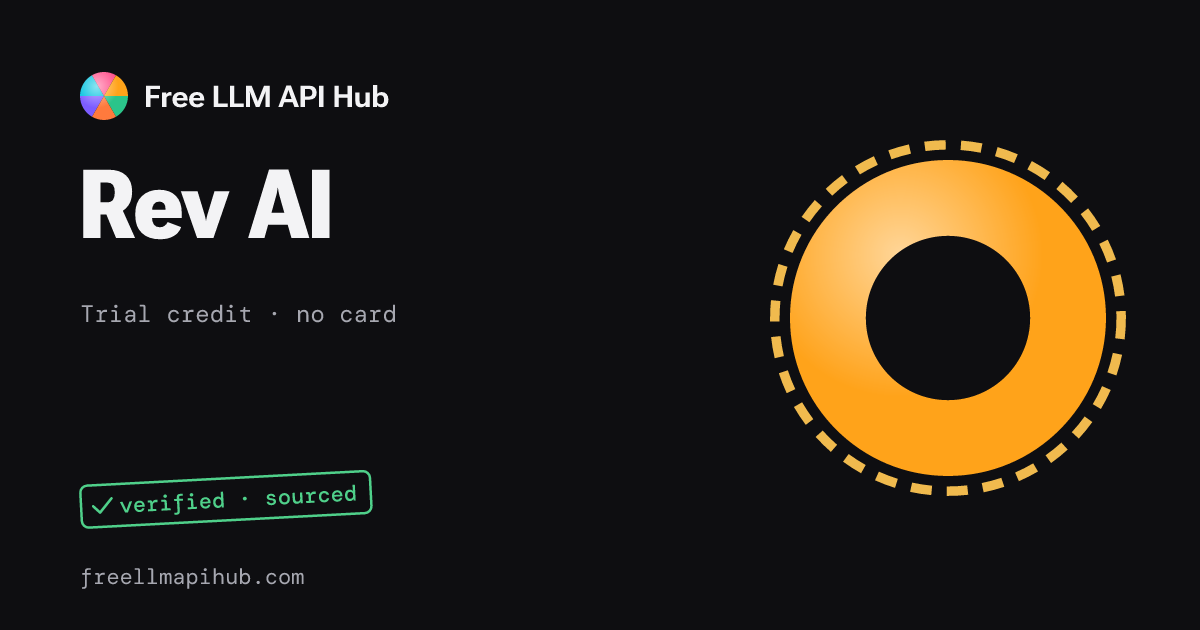 Free LLM API Hub
Rev AI
Trial credit · no card
✓ verified · sourced
freellmapihub.com